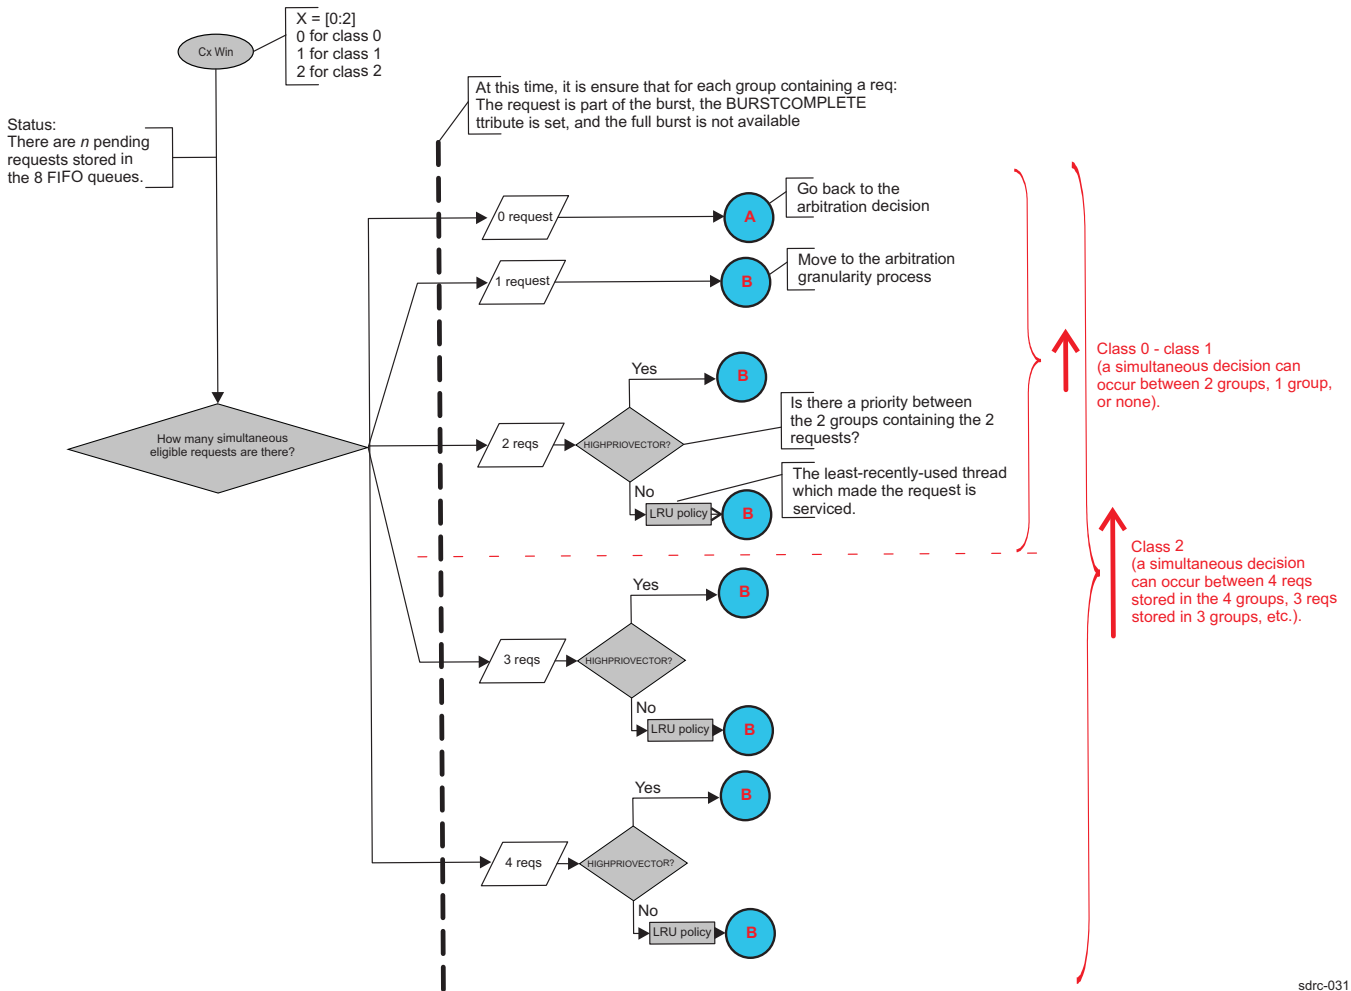 Cx Win
X = [0:2]
0 for class 0
1 for class 1
2 for class 2
At this time, it is ensure that for each group containing a req:
The request is part of the burst, the BURSTCOMPLETE
ttribute is set, and the full burst is not available
Status:
There are n pending
requests stored in
the 8 FIFO queues.
0 request
A
Go back to the
arbitration decision
1 request
B
Move to the arbitration
granularity process
Class 0 - class 1
(a simultaneous decision can
occur between 2 groups, 1 group,
or none).
Yes
B
How many simultaneous
eligible requests are there?
2 reqs
HIGHPRIOVECTOR?
Is there a priority between
the 2 groups containing the 2
requests?
No
LRU policy
B
The least-recently-used thread
which made the request is
serviced.
Class 2
(a simultaneous decision
can occur between 4 reqs
stored in the 4 groups, 3 reqs
stored in 3 groups, etc.).
Yes
B
3 reqs
HIGHPRIOVECTOR?
No
LRU policy
B
Yes
B
4 reqs
HIGHPRIOVECTOR?
No
LRU policy
B
sdrc-031